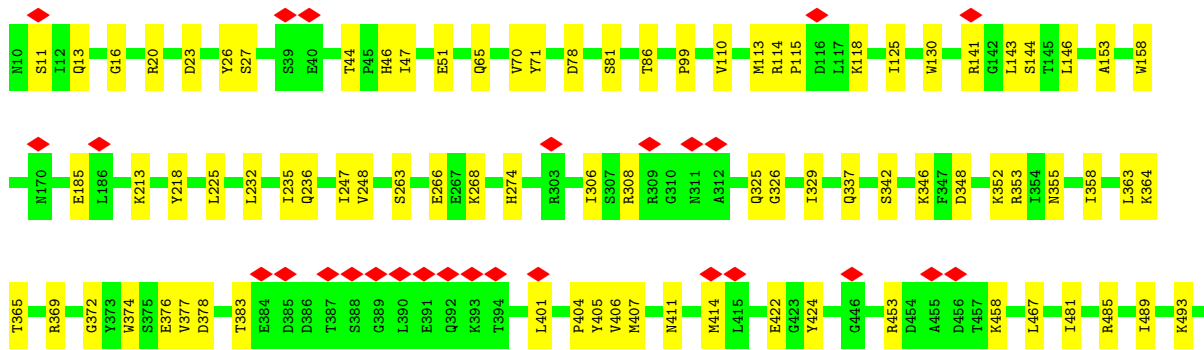 N10 S11 I12 Q13 G16 R20 D23 Y26 S27 S39 E40 T44 P45 H46 I47 E51 Q65 V70 Y71 D78 S81 T86 P99 V110 M113 R114 P115 D116 L117 K118 I125 W130 R141 G142 L143 S144 T145 L146 A153 W158
N170 E185 L186 K213 Y218 L225 L232 I235 Q236 I247 V248 S263 E266 E267 K268 H274 R303 I306 S307 R308 R309 G310 N311 A312 Q325 G326 I329 Q337 S342 K346 F347 D348 K352 R353 I354 N355 I358 L363 K364
T365 R369 G372 Y373 W374 S375 E376 V377 D378 T383 E384 D385 D386 T387 S388 G389 L390 E391 Q392 K393 T394 L401 P404 Y405 V406 M407 N411 M414 L415 E422 G423 Y424 G446 R453 D454 A455 D456 T457 K458 L467 I481 R485 I489 K493